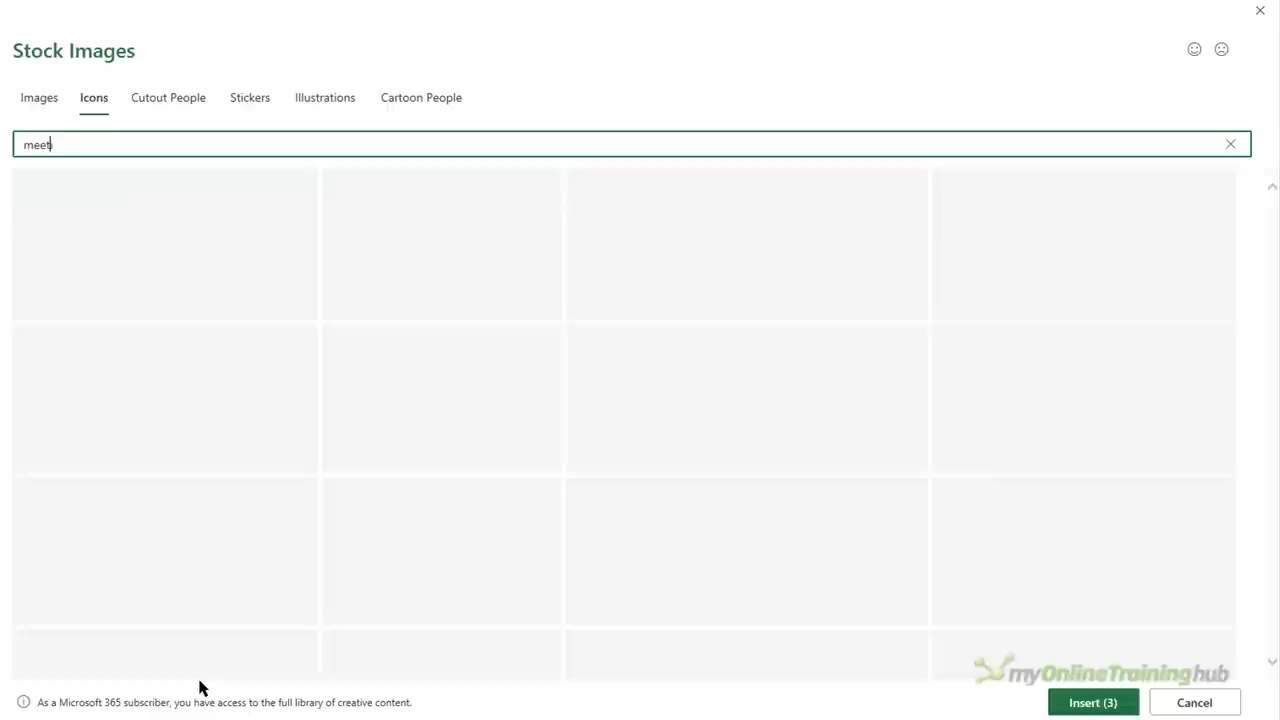 Stock Images
Images Icons Cutout People Stickers Illustrations Cartoon People
meet
myOnlineTraininghub
As a Microsoft 365 subscriber, you have access to the full library of creative content.
Insert (3) Cancel